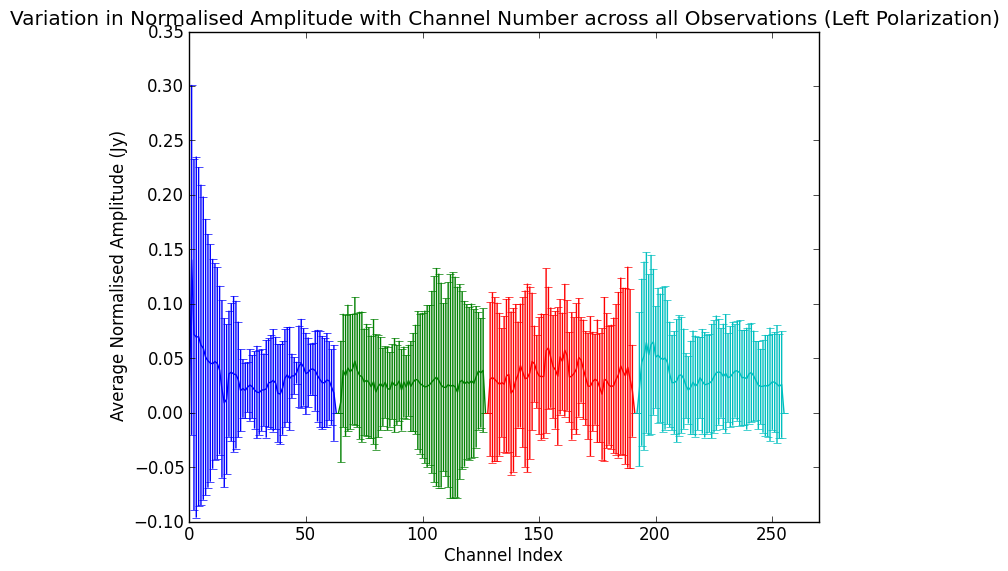 Variation in Normalised Amplitude with Channel Number across all Observations (Left Polarization)
0.35
0.30
0.25
0.20
0.15
0.10
0.05
0.00
−0.05
−0.10
Average Normalised Amplitude (Jy)
0 50 100 150 200 250
Channel Index